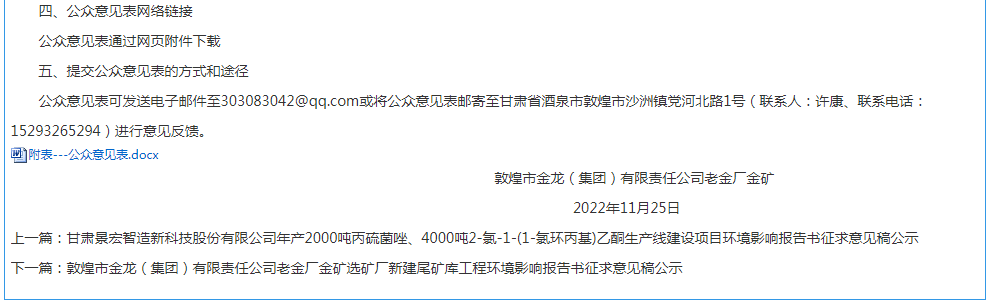 四、公众意见表网络链接
公众意见表通过网页附件下载
五、提交公众意见表的方式和途径
公众意见表可发送电子邮件至303083042@qq.com或将公众意见表邮寄至甘肃省酒泉市敦煌市沙洲镇党河北路1号（联系人：许康、联系电话：
15293265294）进行意见反馈。
附表---公众意见表.docx
敦煌市金龙（集团）有限责任公司老金厂金矿
2022年11月25日
上一篇：甘肃景宏智造新科技股份有限公司年产2000吨丙硫菌唑、4000吨2-氯-1-(1-氯环丙基)乙酮生产线建设项目环境影响报告书征求意见稿公示
下一篇：敦煌市金龙（集团）有限责任公司老金厂金矿选矿厂新建尾矿库工程环境影响报告书征求意见稿公示